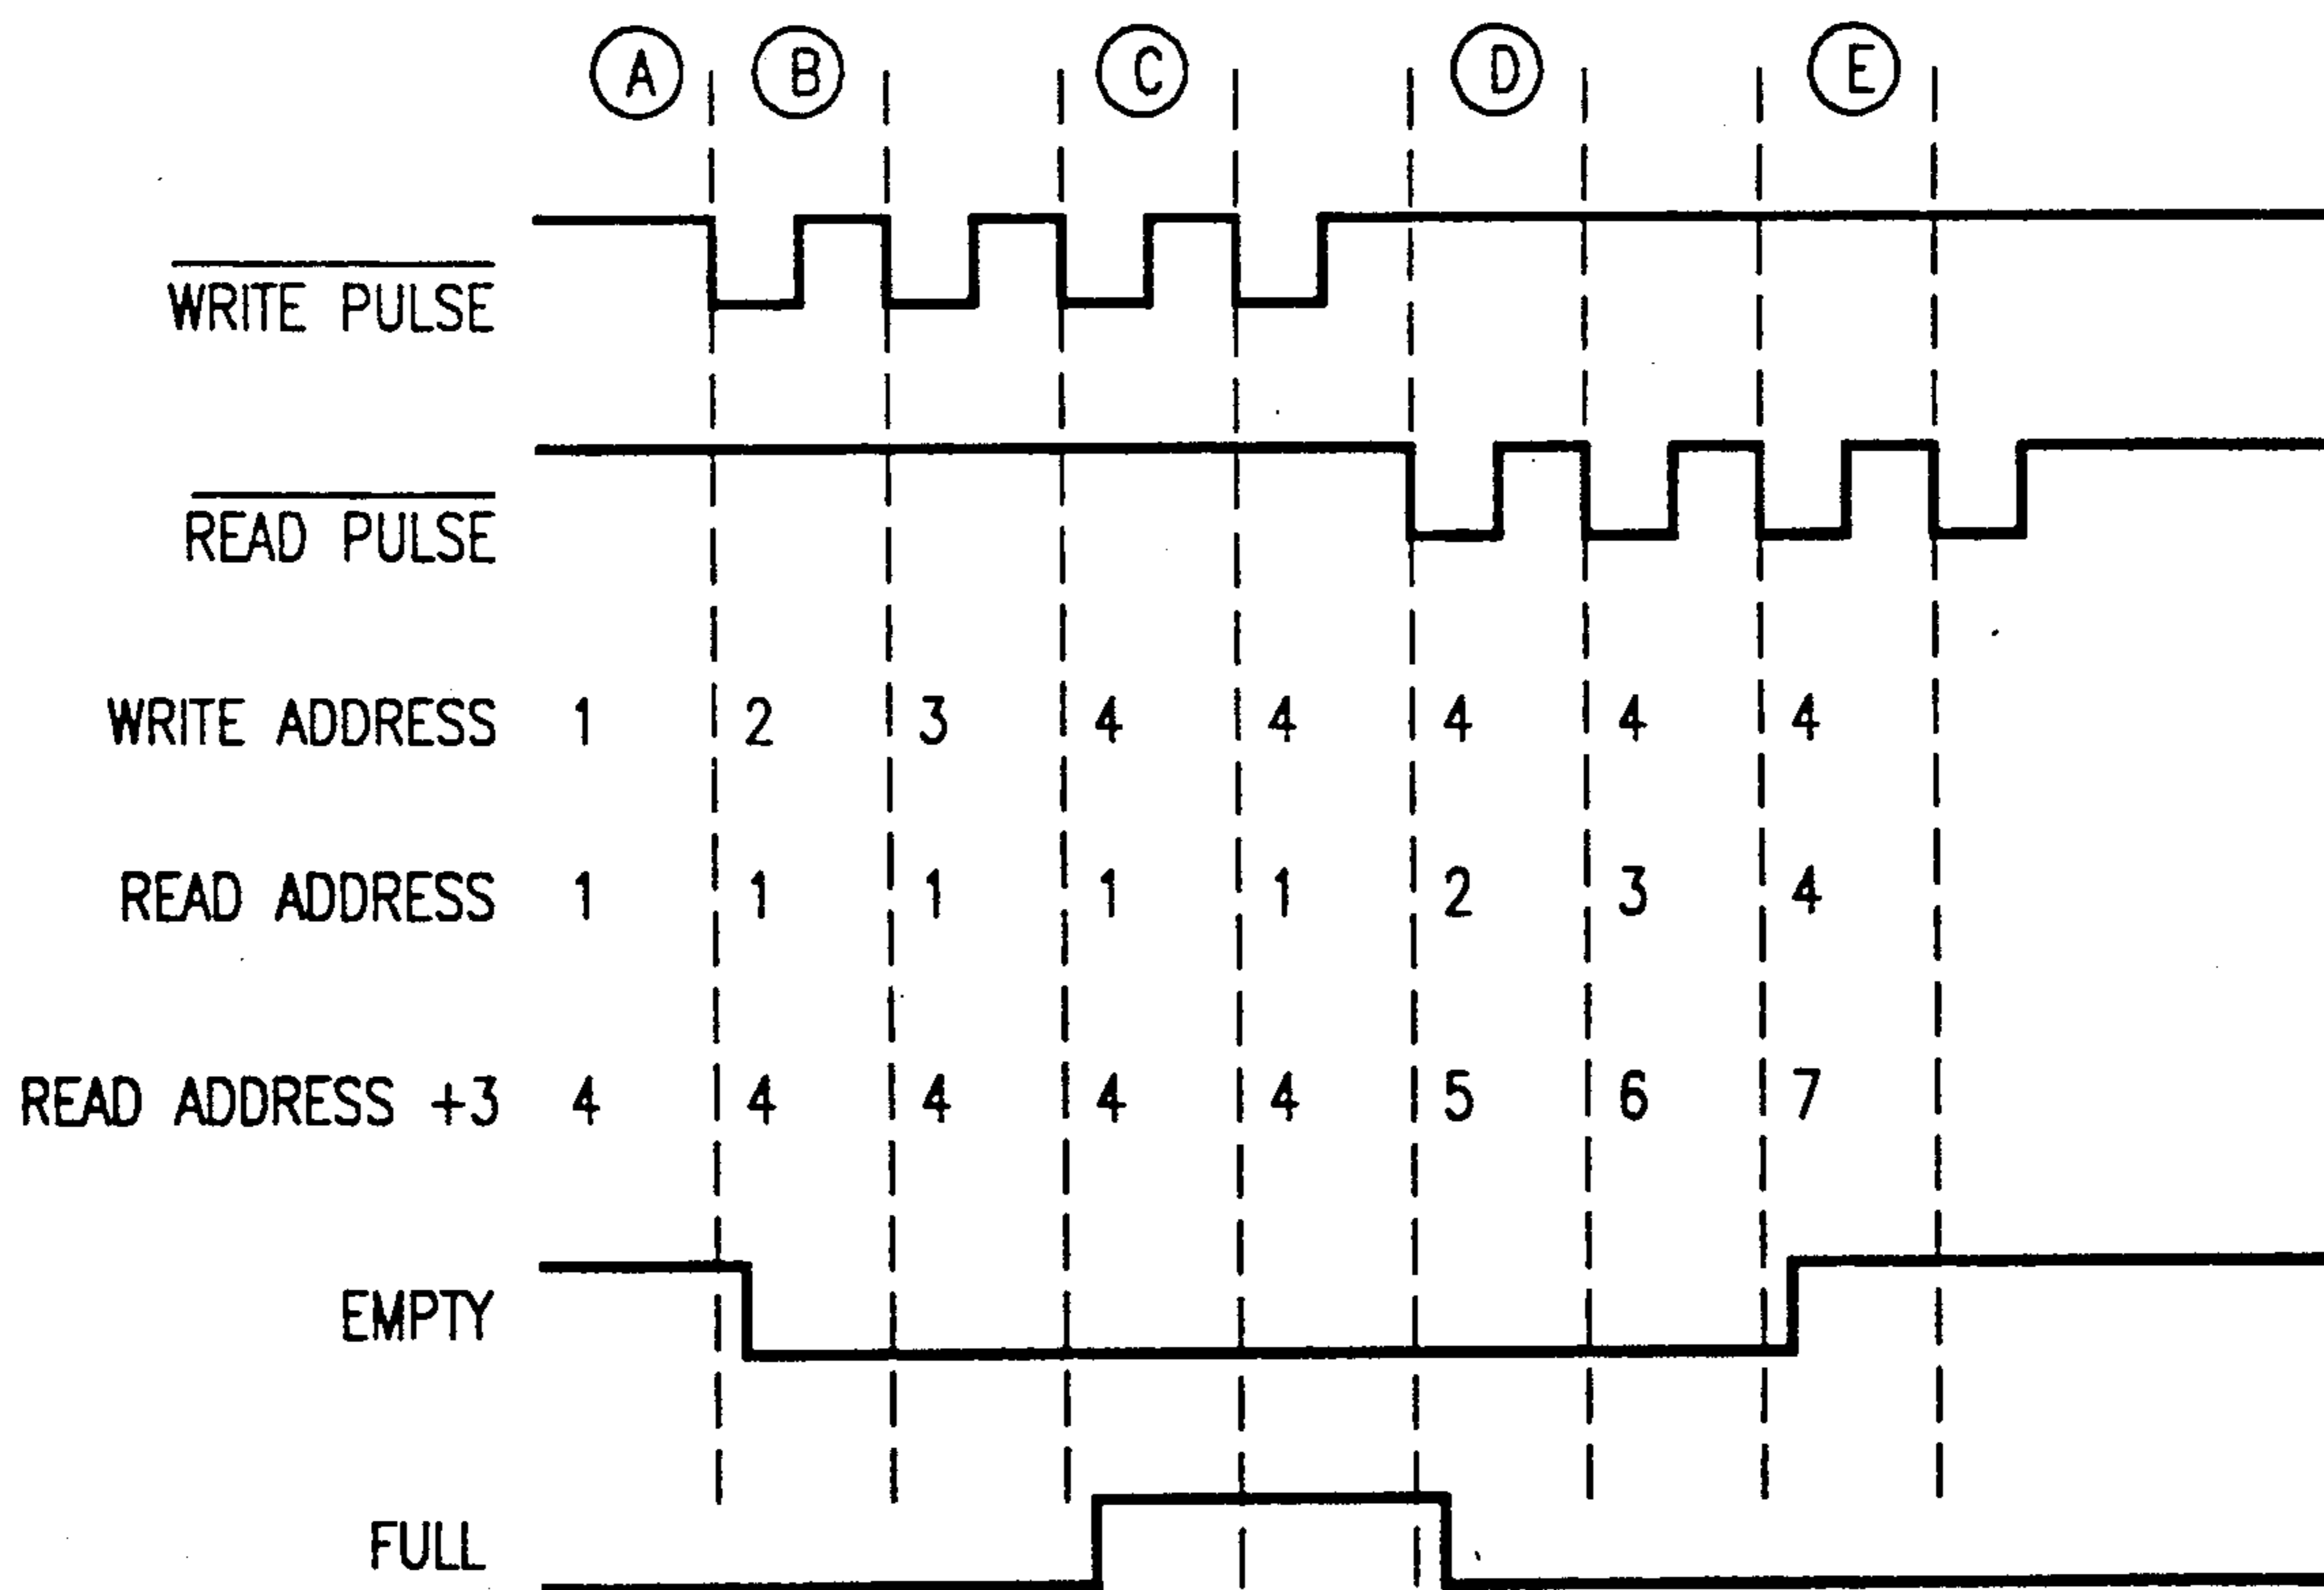 A B C D E
WRITE PULSE
READ PULSE
WRITE ADDRESS 1 2 3 4 4 4 4 4
READ ADDRESS 1 1 1 1 1 2 3 4
READ ADDRESS +3 4 4 4 4 4 5 6 7
EMPTY
FULL